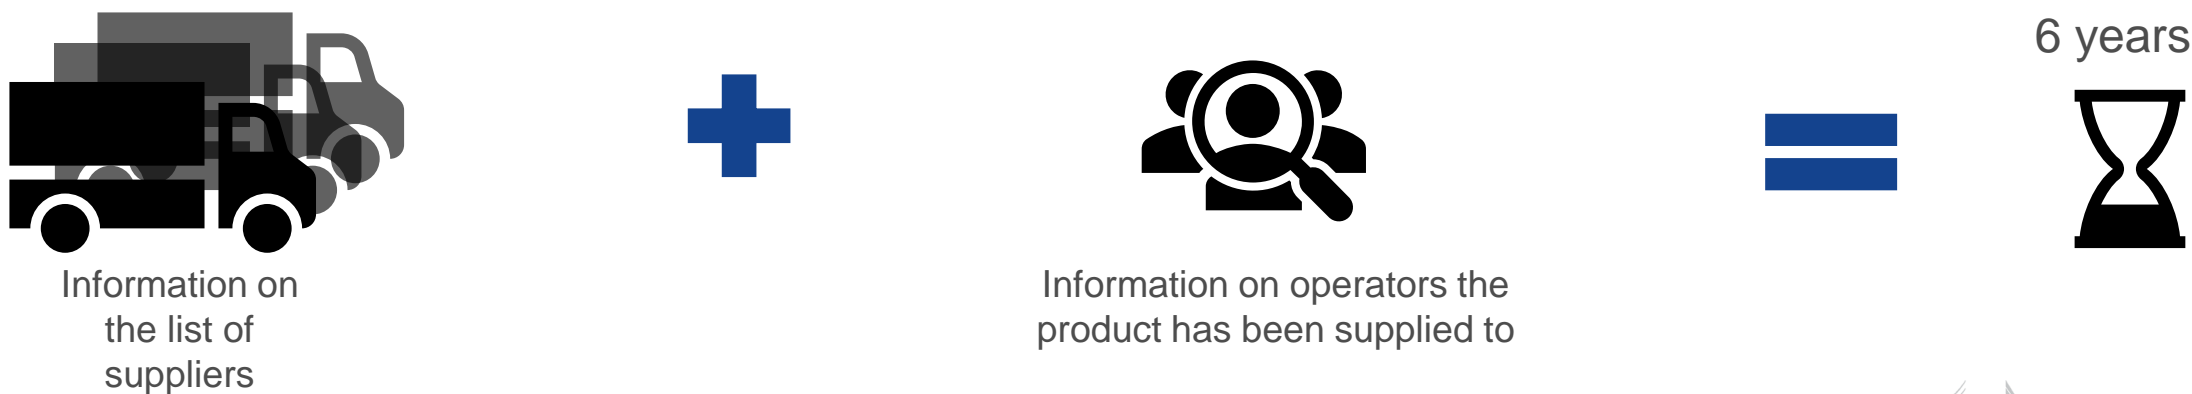 6 years
Information on
the list of
suppliers
Information on operators the
product has been supplied to